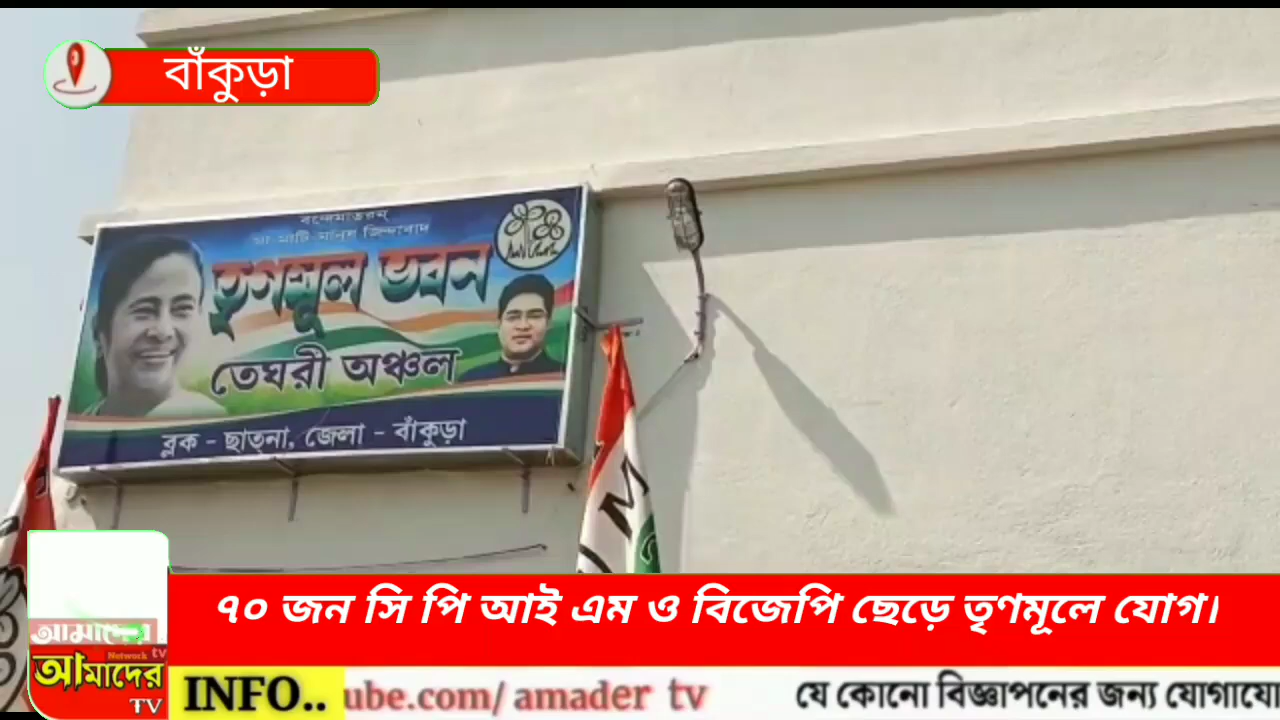 বাঁকুড়া
বন্দেমাতরম্
মা মাটি মানুষ জিন্দাবাদ
তৃণমূল ভবন
তেঘরী অঞ্চল
ব্লক - ছাত্না, জেলা - বাঁকুড়া
M
৭০ জন সি পি আই এম ও বিজেপি ছেড়ে তৃণমূলে যোগ।
আমাদের
Network tv
আমাদের
TV
INFO.. ube.com/ amader tv যে কোনো বিজ্ঞাপনের জন্য যোগাযো